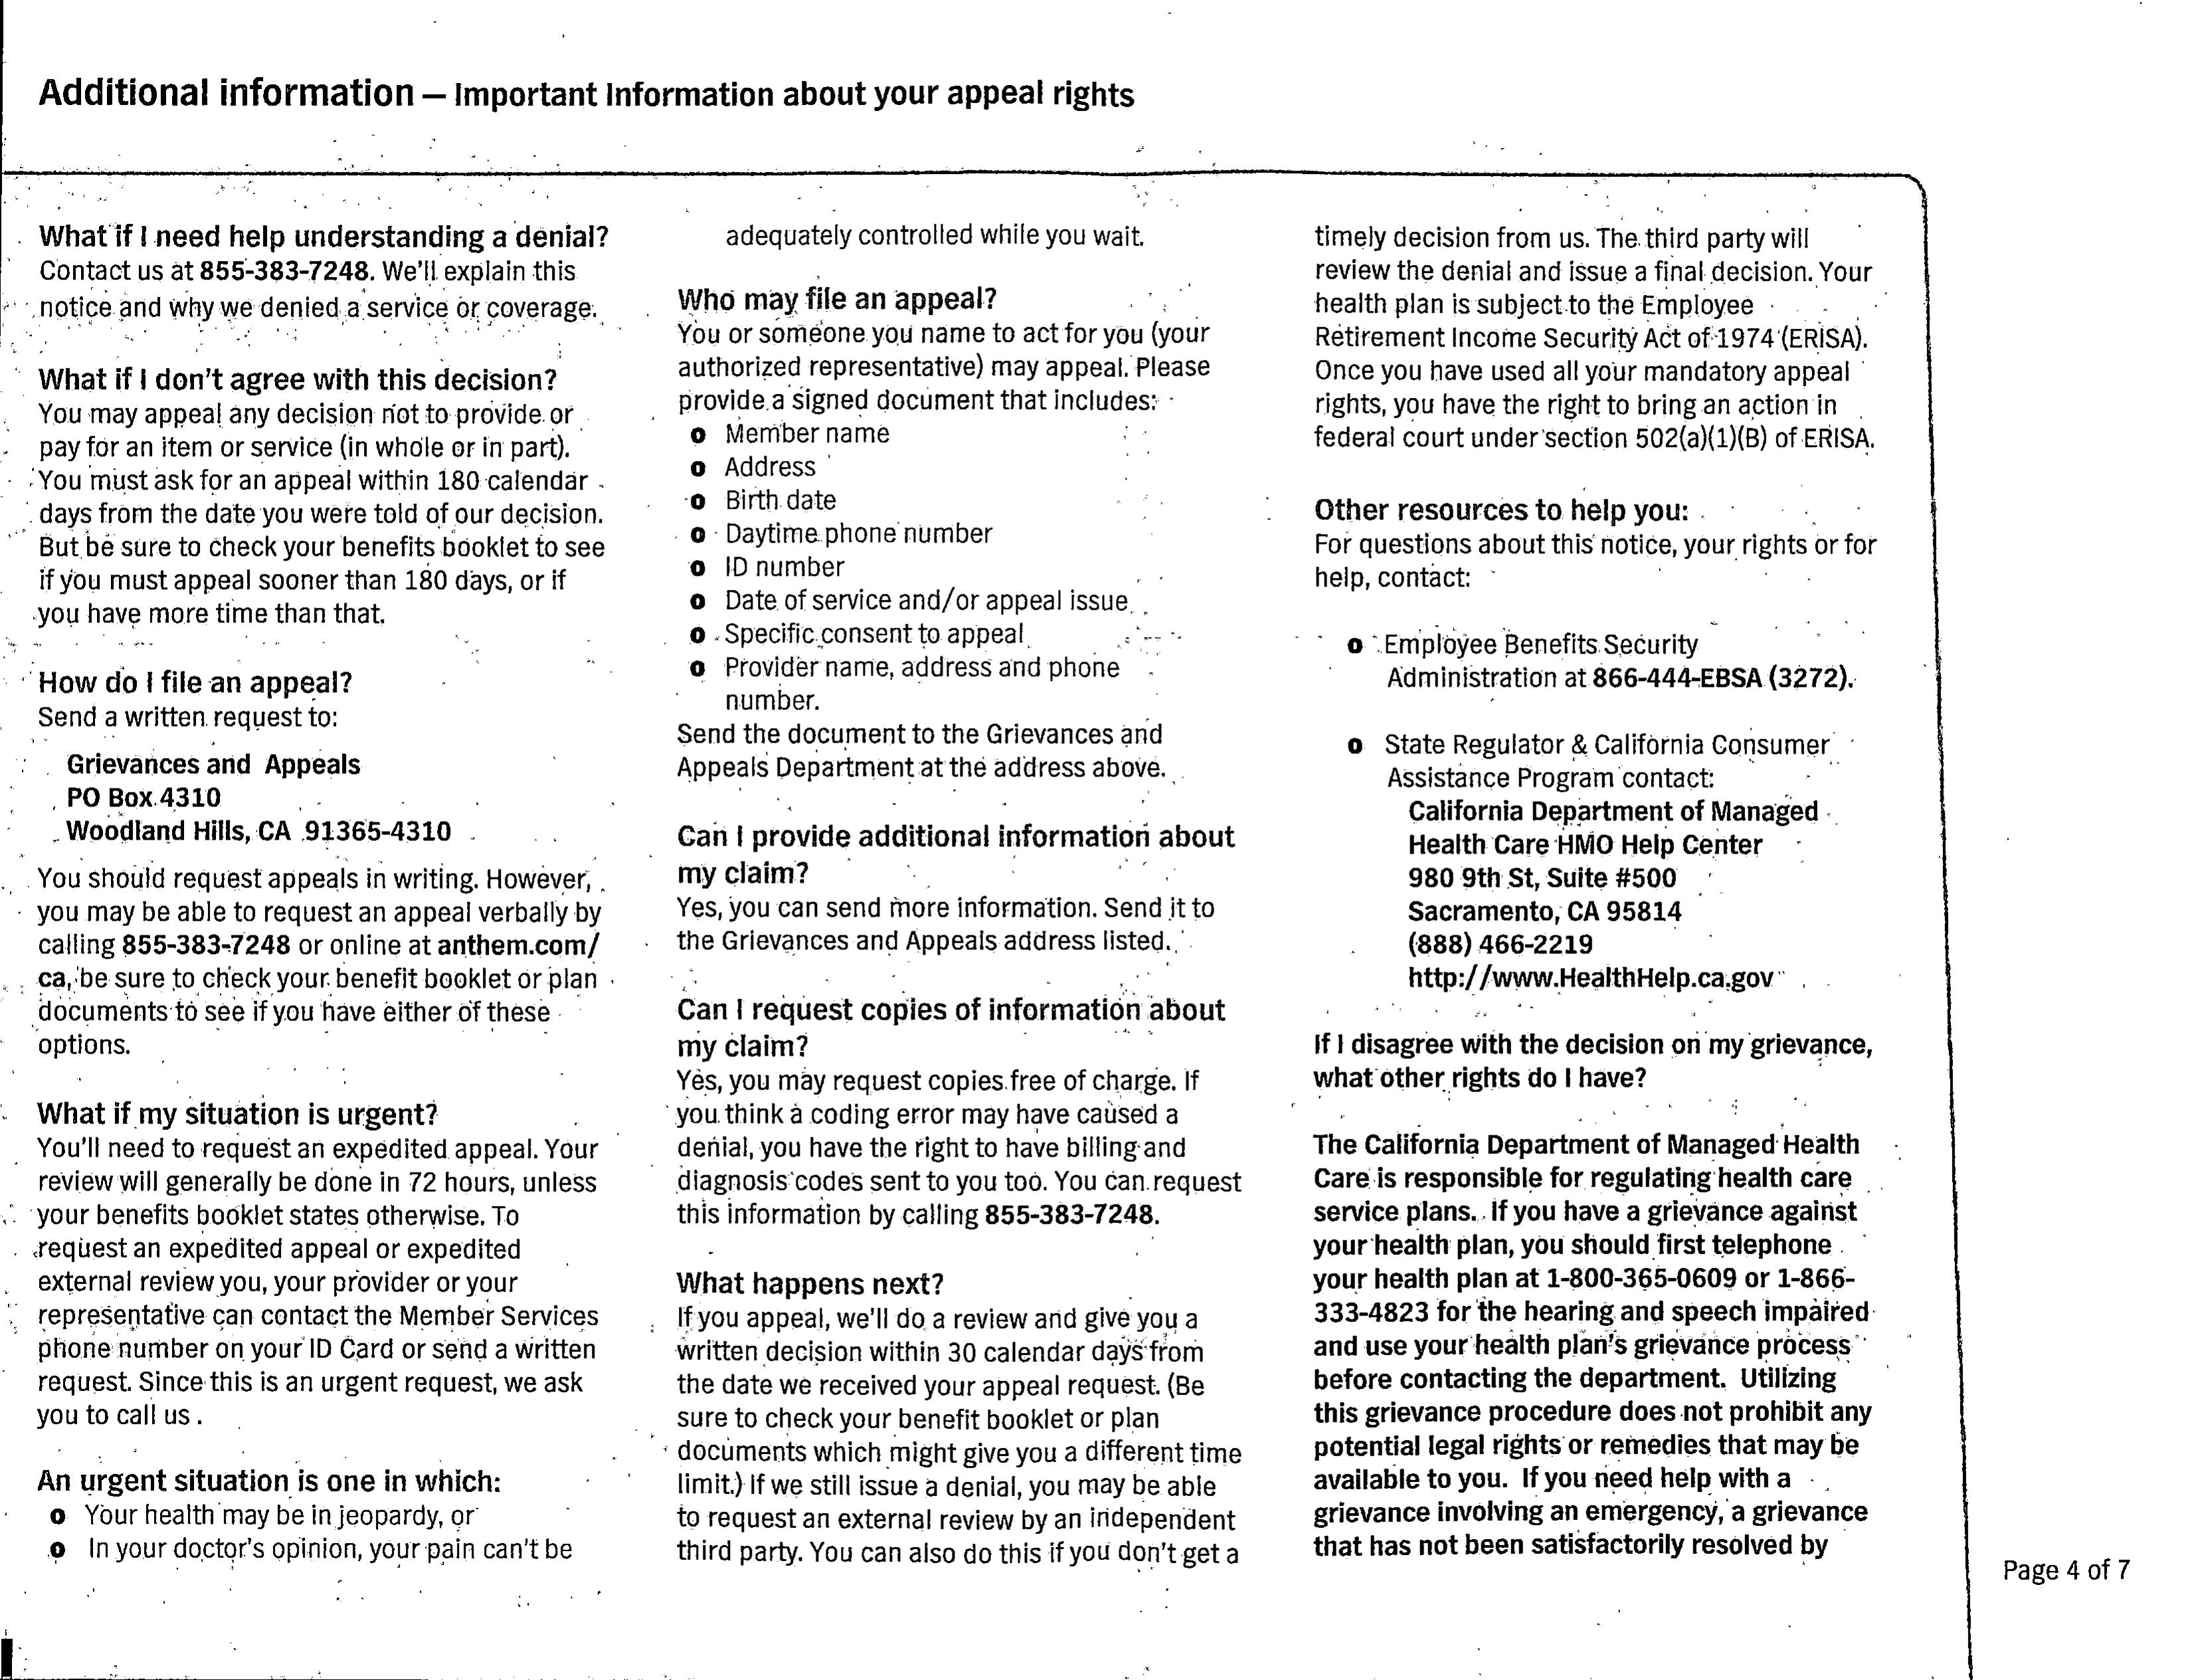 Additional information — Important Information about your appeal rights
What if I need help understanding a denial?
Contact us at 855-383-7248. We'll explain this
notice and why we denied a service or coverage.
What if I don't agree with this decision?
You may appeal any decision not to provide or
pay for an item or service (in whole or in part).
You must ask for an appeal within 180 calendar
days from the date you were told of our decision.
But be sure to check your benefits booklet to see
if you must appeal sooner than 180 days, or if
you have more time than that.
How do I file an appeal?
Send a written request to:
Grievances and Appeals
PO Box 4310
Woodland Hills, CA 91365-4310
You should request appeals in writing. However,
you may be able to request an appeal verbally by
calling 855-383-7248 or online at anthem.com/
ca, be sure to check your benefit booklet or plan
documents to see if you have either of these
options.
What if my situation is urgent?
You'll need to request an expedited appeal. Your
review will generally be done in 72 hours, unless
your benefits booklet states otherwise. To
request an expedited appeal or expedited
external review you, your provider or your
representative can contact the Member Services
phone number on your ID Card or send a written
request. Since this is an urgent request, we ask
you to call us .
An urgent situation is one in which:
o Your health may be in jeopardy, or
o In your doctor's opinion, your pain can't be
adequately controlled while you wait.
Who may file an appeal?
You or someone you name to act for you (your
authorized representative) may appeal. Please
provide a signed document that includes:
o Member name
o Address
o Birth date
o Daytime phone number
o ID number
o Date of service and/or appeal issue
o Specific consent to appeal
o Provider name, address and phone
number.
Send the document to the Grievances and
Appeals Department at the address above.
Can I provide additional information about
my claim?
Yes, you can send more information. Send it to
the Grievances and Appeals address listed.
Can I request copies of information about
my claim?
Yes, you may request copies free of charge. If
you think a coding error may have caused a
denial, you have the right to have billing and
diagnosis codes sent to you too. You can request
this information by calling 855-383-7248.
What happens next?
If you appeal, we'll do a review and give you a
written decision within 30 calendar days from
the date we received your appeal request. (Be
sure to check your benefit booklet or plan
documents which might give you a different time
limit.) If we still issue a denial, you may be able
to request an external review by an independent
third party. You can also do this if you don't get a
timely decision from us. The third party will
review the denial and issue a final decision. Your
health plan is subject to the Employee
Retirement Income Security Act of 1974 (ERISA).
Once you have used all your mandatory appeal
rights, you have the right to bring an action in
federal court under section 502(a)(1)(B) of ERISA.
Other resources to help you:
For questions about this notice, your rights or for
help, contact:
o Employee Benefits Security
Administration at 866-444-EBSA (3272).
o State Regulator & California Consumer
Assistance Program contact:
California Department of Managed
Health Care HMO Help Center
980 9th St, Suite #500
Sacramento, CA 95814
(888) 466-2219
http://www.HealthHelp.ca.gov
If I disagree with the decision on my grievance,
what other rights do I have?
The California Department of Managed Health
Care is responsible for regulating health care
service plans. If you have a grievance against
your health plan, you should first telephone
your health plan at 1-800-365-0609 or 1-866-
333-4823 for the hearing and speech impaired
and use your health plan's grievance process
before contacting the department. Utilizing
this grievance procedure does not prohibit any
potential legal rights or remedies that may be
available to you. If you need help with a
grievance involving an emergency, a grievance
that has not been satisfactorily resolved by
Page 4 of 7